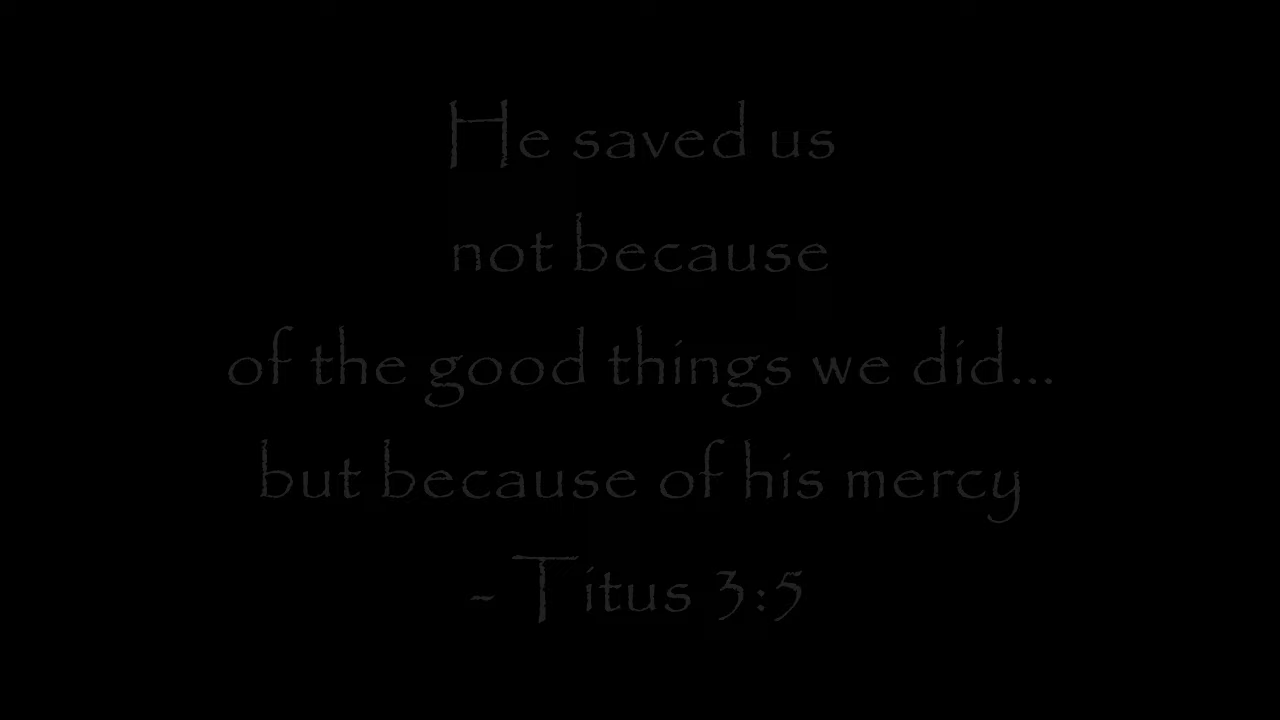 He saved us
not because
of the good things we did...
but because of his mercy
- Titus 3:5